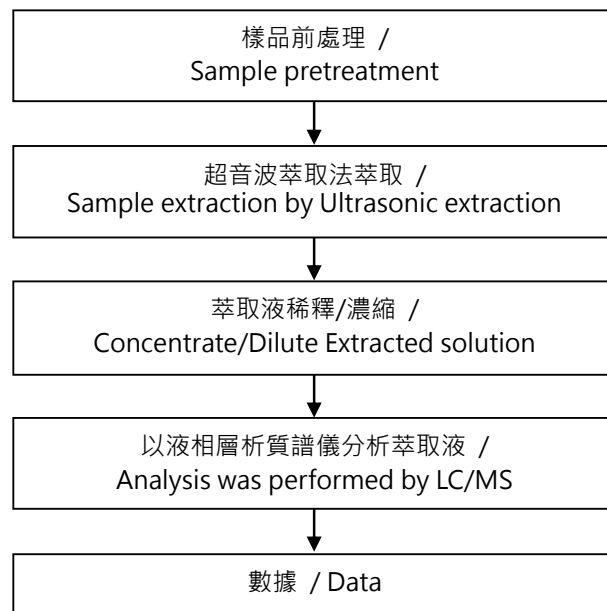 樣品前處理 /
Sample pretreatment
超音波萃取法萃取 /
Sample extraction by Ultrasonic extraction
萃取液稀釋/濃縮 /
Concentrate/Dilute Extracted solution
以液相層析質譜儀分析萃取液 /
Analysis was performed by LC/MS
數據 / Data